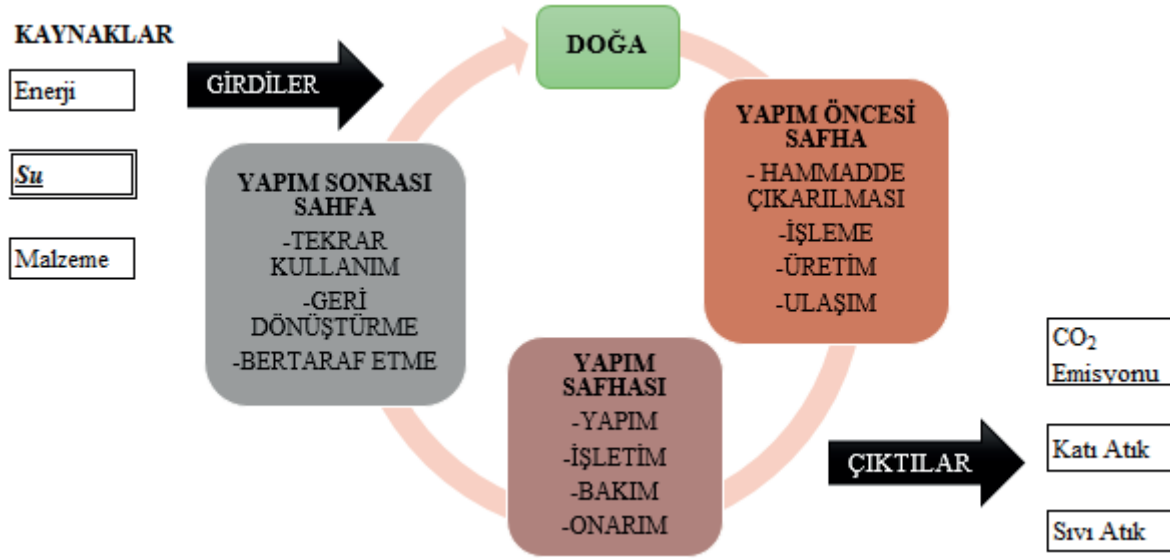 KAYNAKLAR
Enerji
Su
Malzeme
GİRDİLER
DOĞA
YAPIM ÖNCESİ
SAFHA
- HAMMADDE
ÇIKARILMASI
-İŞLEME
-ÜRETİM
-ULAŞIM
YAPIM
SAFHASI
-YAPIM
-İŞLETİM
-BAKIM
-ONARIM
YAPIM SONRASI
SAHFA
-TEKRAR
KULLANIM
-GERİ
DÖNÜŞTÜRME
-BERTARAF ETME
ÇIKTILAR
CO₂
Emisyonu
Katı Atık
Sıvı Atık